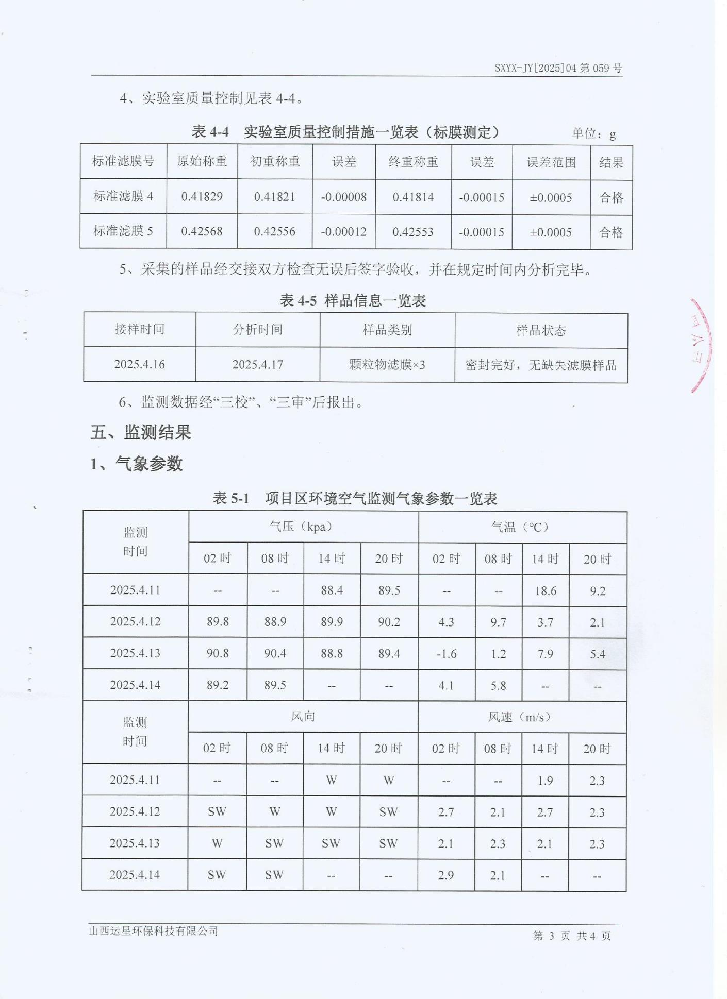 SXYX-JY[2025]04 第 059 号
4、实验室质量控制见表 4-4。
表 4-4 实验室质量控制措施一览表（标膜测定） 单位：g
标准滤膜号 原始称重 初重称重 误差 终重称重 误差 误差范围 结果
标准滤膜 4 0.41829 0.41821 -0.00008 0.41814 -0.00015 ±0.0005 合格
标准滤膜 5 0.42568 0.42556 -0.00012 0.42553 -0.00015 ±0.0005 合格
5、采集的样品经交接双方检查无误后签字验收，并在规定时间内分析完毕。
表 4-5 样品信息一览表
接样时间 分析时间 样品类别 样品状态
2025.4.16 2025.4.17 颗粒物滤膜×3 密封完好，无缺失滤膜样品
6、监测数据经“三校”、“三审”后报出。
五、监测结果
1、气象参数
表 5-1 项目区环境空气监测气象参数一览表
监测时间 气压（kpa） 气温（℃）
02 时 08 时 14 时 20 时 02 时 08 时 14 时 20 时
2025.4.11 -- -- 88.4 89.5 -- -- 18.6 9.2
2025.4.12 89.8 88.9 89.9 90.2 4.3 9.7 3.7 2.1
2025.4.13 90.8 90.4 88.8 89.4 -1.6 1.2 7.9 5.4
2025.4.14 89.2 89.5 -- -- 4.1 5.8 -- --
监测时间 风向 风速（m/s）
02 时 08 时 14 时 20 时 02 时 08 时 14 时 20 时
2025.4.11 -- -- W W -- -- 1.9 2.3
2025.4.12 SW W W SW 2.7 2.1 2.7 2.3
2025.4.13 W SW SW SW 2.1 2.3 2.1 2.3
2025.4.14 SW SW -- -- 2.9 2.1 -- --
山西运星环保科技有限公司
第 3 页 共 4 页